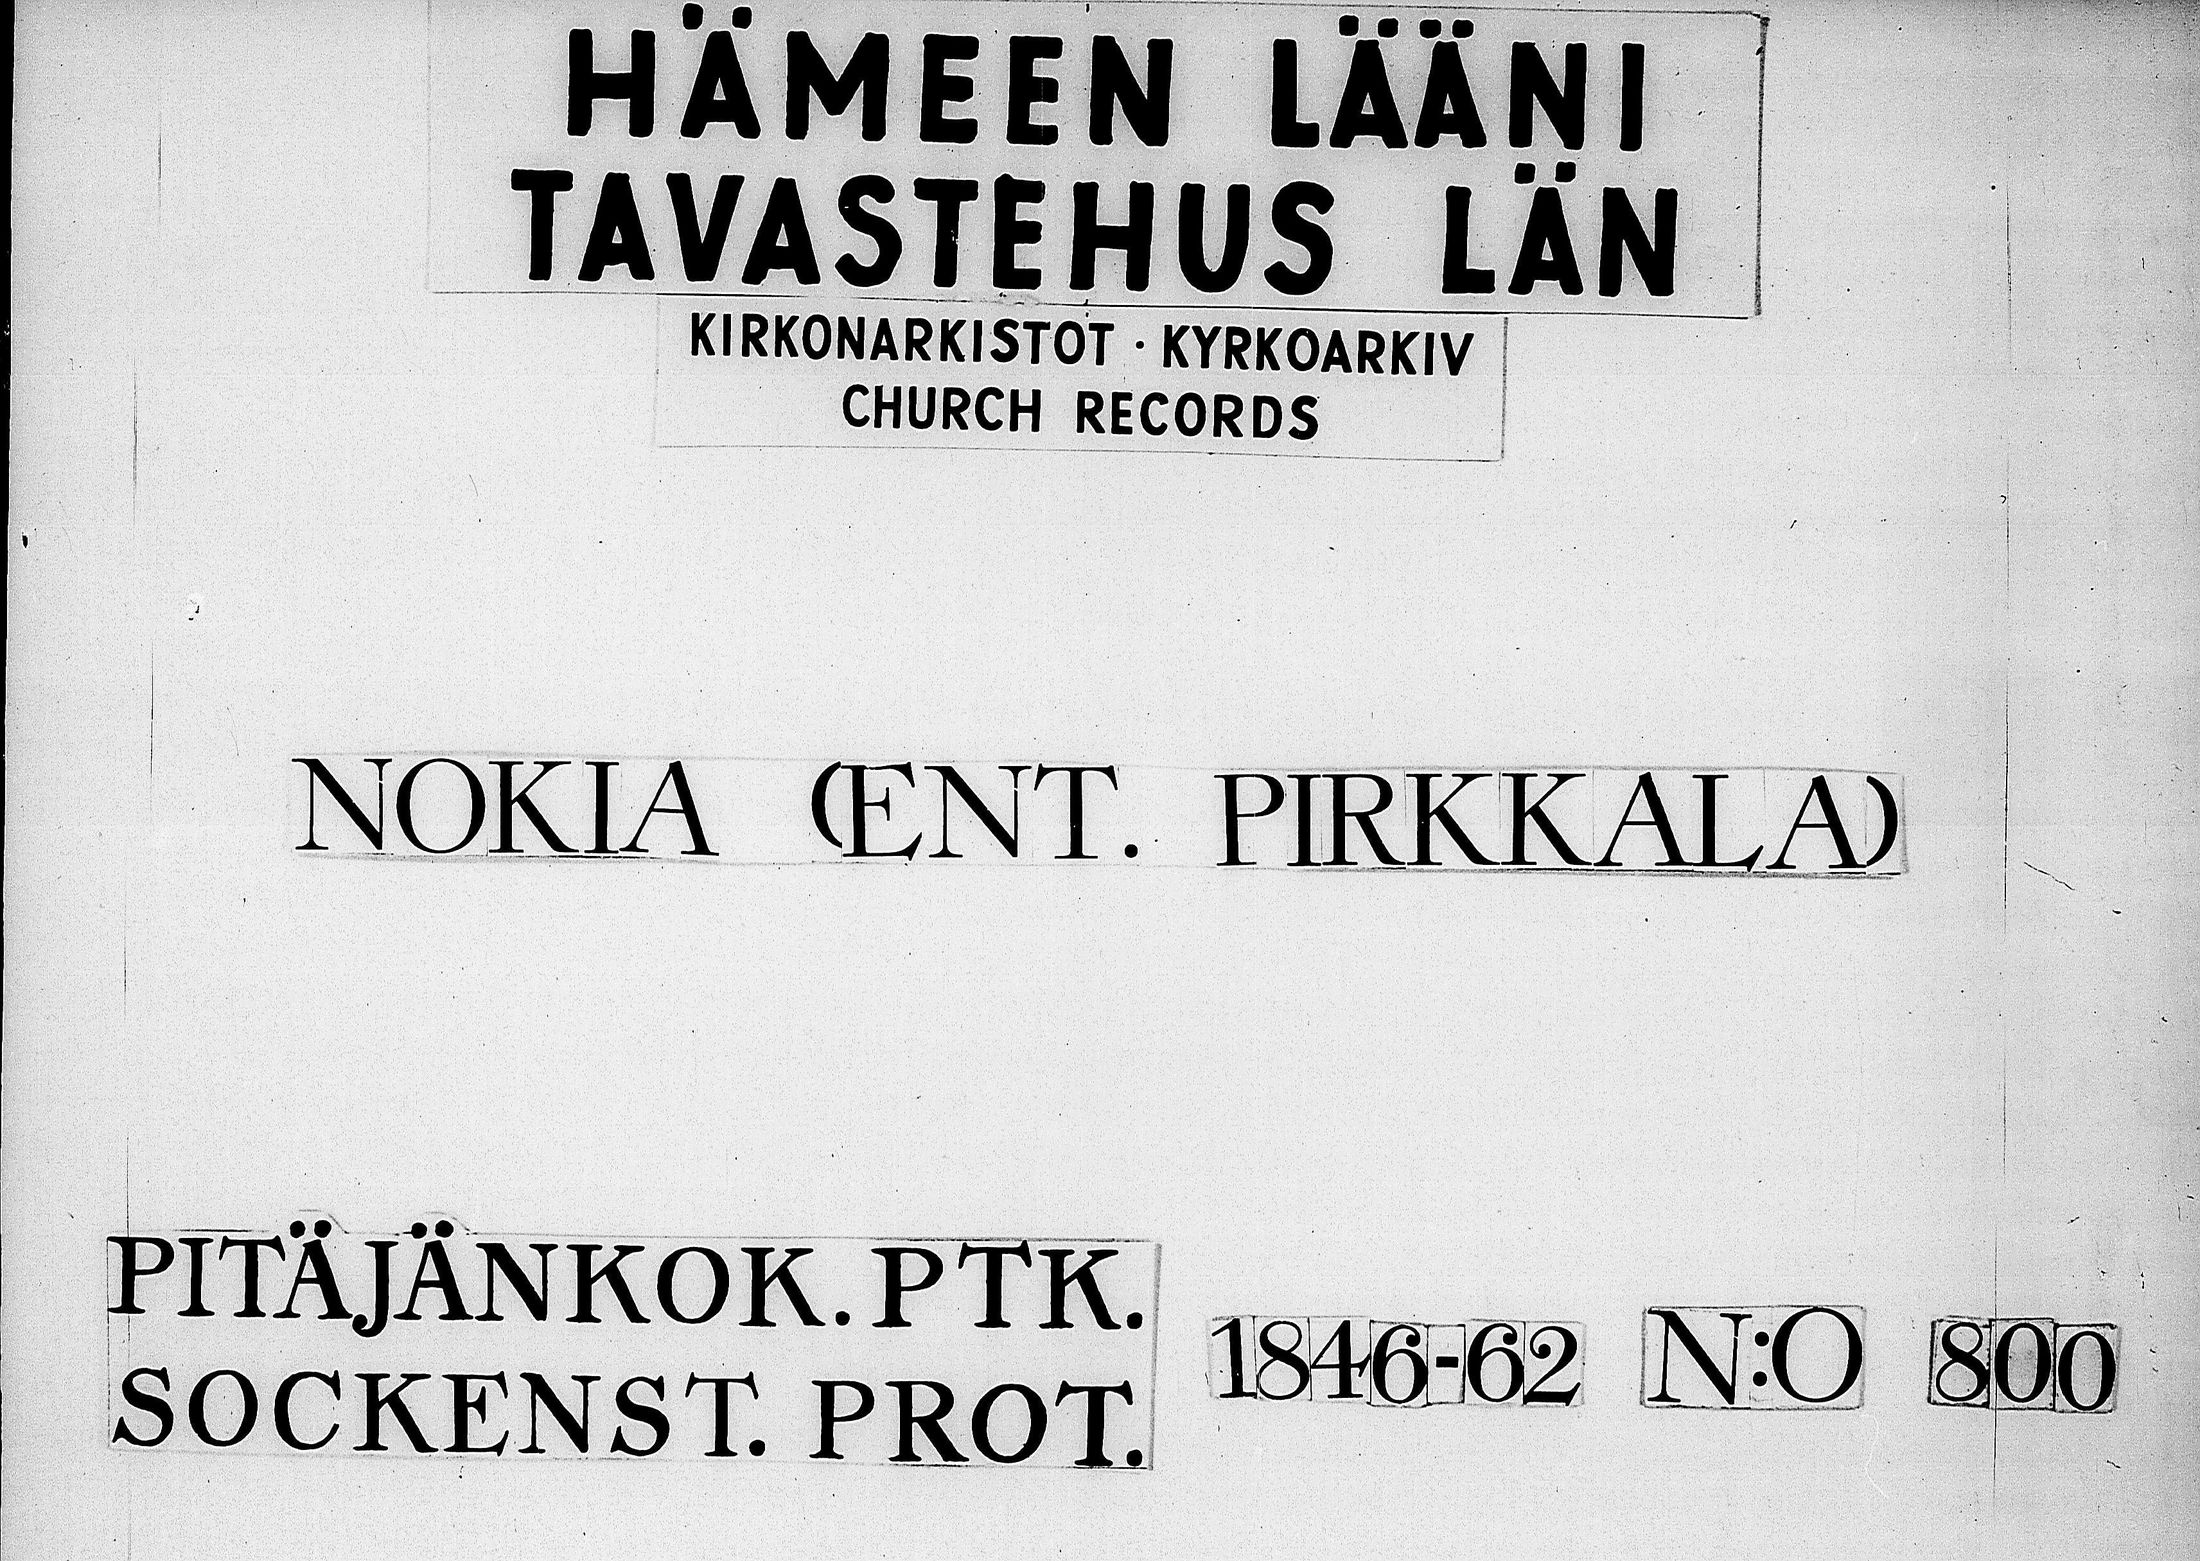 HÄMEEN LÄÄNI
TAVASTEHUS LÄN
KIRKONARKISTOT · KYRKOARKIV
CHURCH RECORDS
NOKIA (ENT. PIRKKALA)
PITÄJÄNKOK. PTK.
SOCKENST. PROT.
1846-62 N:O 800